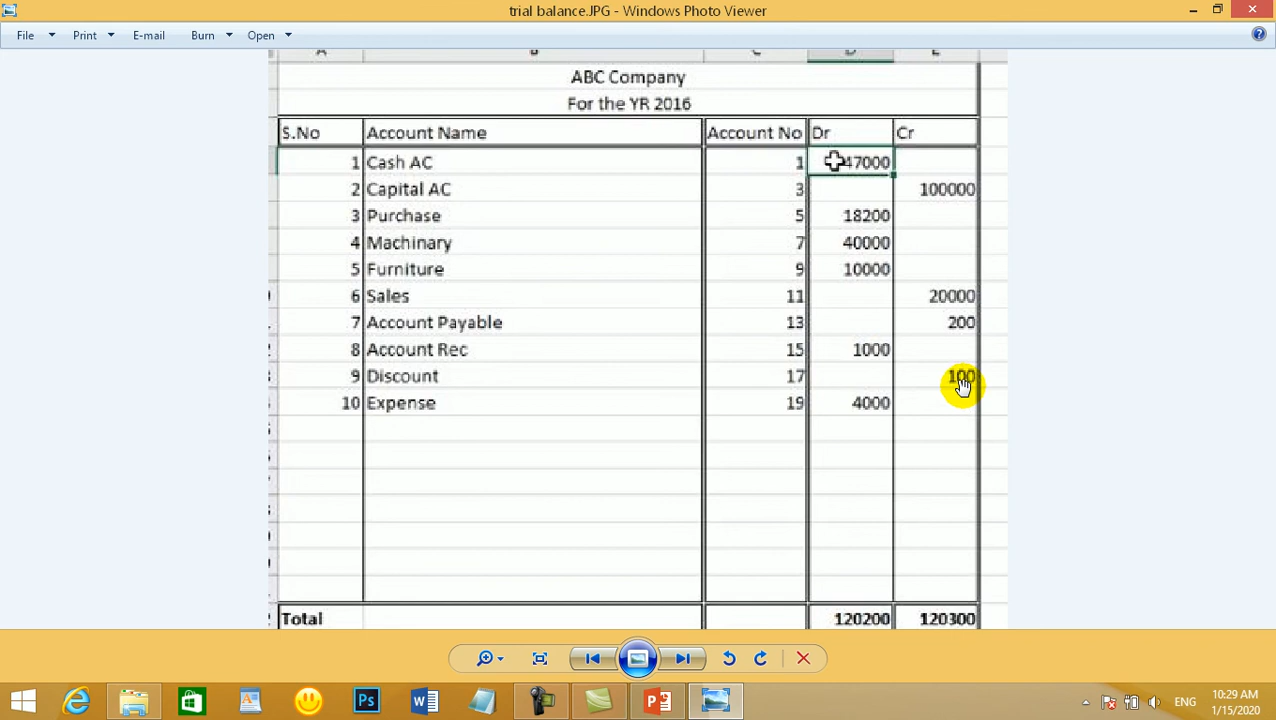 trial balance.JPG - Windows Photo Viewer
File Print E-mail Burn Open
ABC Company
For the YR 2016
S.No Account Name Account No Dr Cr
1 Cash AC 1 47000
2 Capital AC 3 100000
3 Purchase 5 18200
4 Machinary 7 40000
5 Furniture 9 10000
6 Sales 11 20000
7 Account Payable 13 200
8 Account Rec 15 1000
9 Discount 17 100
10 Expense 19 4000
Total 120200 120300
ENG
10:29 AM
1/15/2020